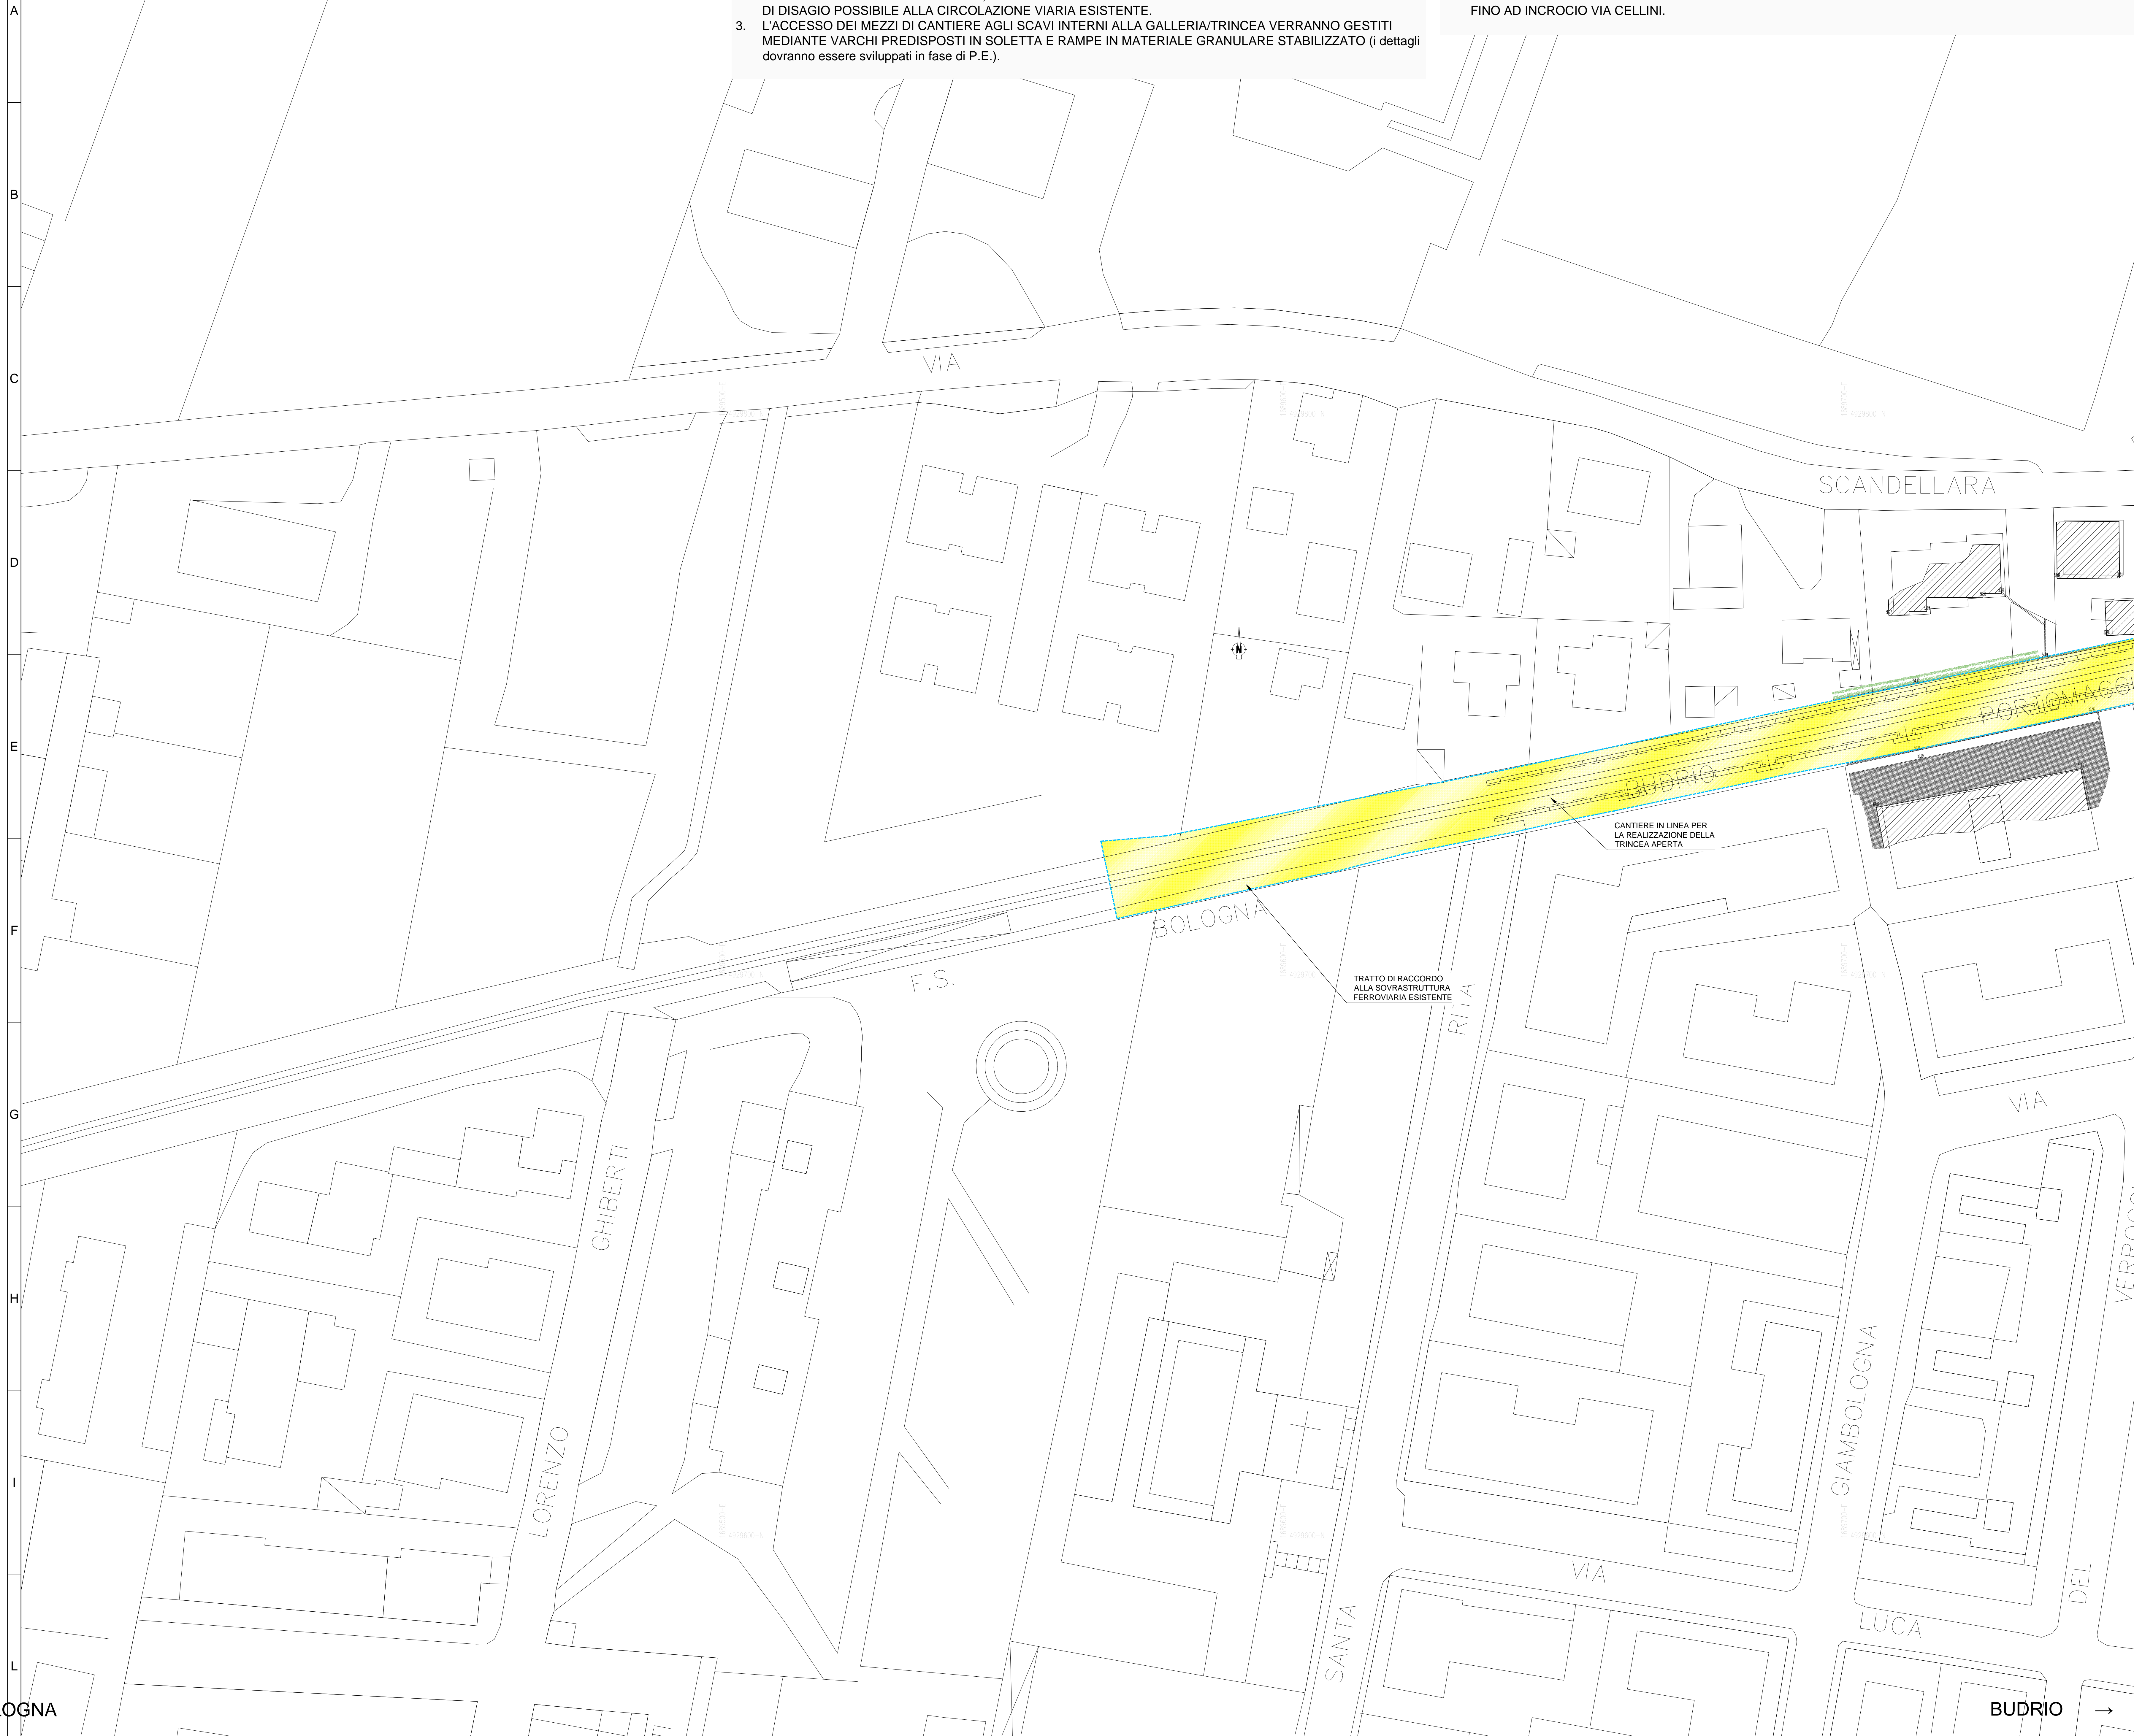 DI DISAGIO POSSIBILE ALLA CIRCOLAZIONE VIARIA ESISTENTE.
3. L'ACCESSO DEI MEZZI DI CANTIERE AGLI SCAVI INTERNI ALLA GALLERIA/TRINCEA VERRANNO GESTITI
MEDIANTE VARCHI PREDISPOSTI IN SOLETTA E RAMPE IN MATERIALE GRANULARE STABILIZZATO (i dettagli
dovranno essere sviluppati in fase di P.E.).
FINO AD INCROCIO VIA CELLINI.
A
B
C
D
E
F
G
H
I
L
VIA
SCANDELLARA
N
PORTOMAGGI
BUDRIO
CANTIERE IN LINEA PER
LA REALIZZAZIONE DELLA
TRINCEA APERTA
BOLOGNA
F.S.
TRATTO DI RACCORDO
ALLA SOVRASTRUTTURA
FERROVIARIA ESISTENTE
RITA
VIA
GHIBERTI
LORENZO
GIAMBOLOGNA
DEL
VIA
LUCA
SANTA
OGNA
BUDRIO →